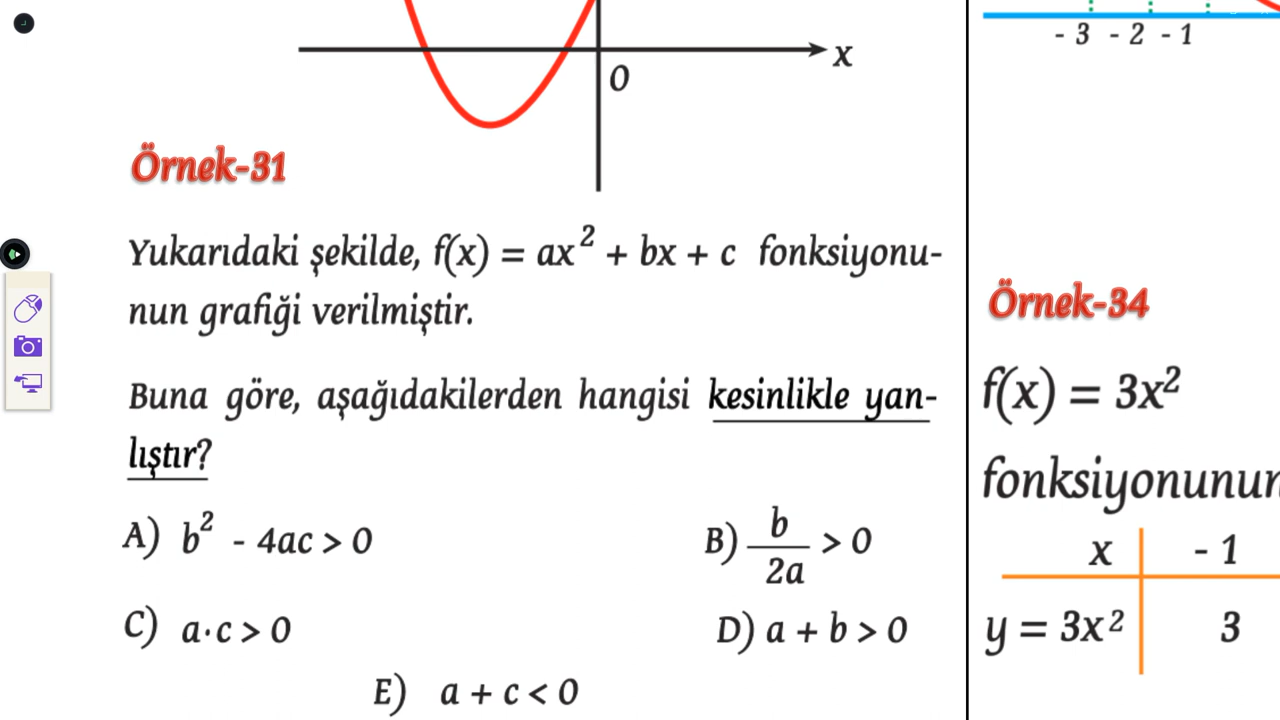 x
0
Örnek-31
Yukarıdaki şekilde, f(x) = ax² + bx + c fonksiyonu-
nun grafiği verilmiştir.
Buna göre, aşağıdakilerden hangisi kesinlikle yan-
lıştır?
A) b² - 4ac > 0
B) b/2a > 0
C) a·c > 0
D) a + b > 0
E) a + c < 0
- 3 - 2 - 1
Örnek-34
f(x) = 3x²
fonksiyonunun
x - 1
y = 3x² 3